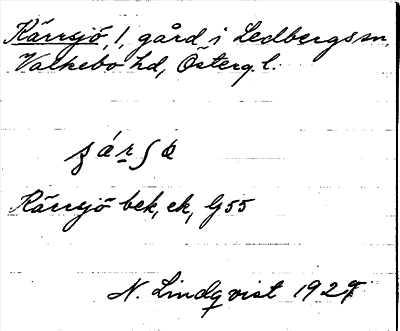 Kärrsjö, 1, gård i Ledbergs sn,
Valkebo hd, Österg. l.
Kärrsjö bek, ek, G55
N. Lindqvist 1927